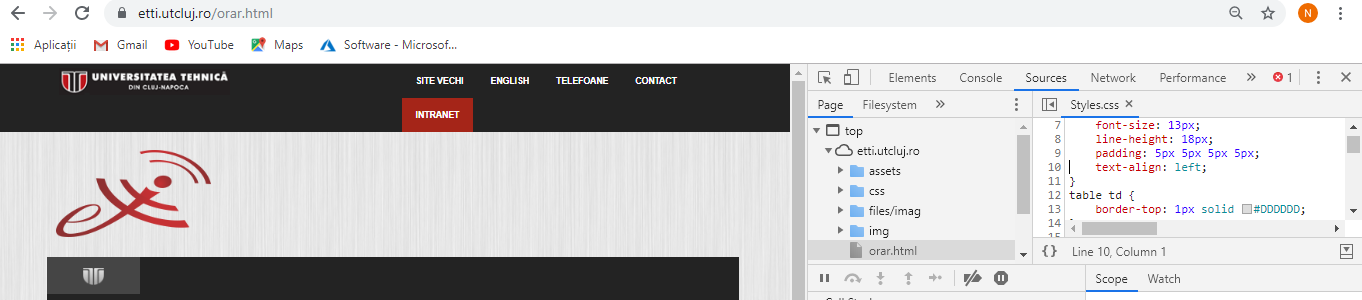 etti.utcluj.ro/orar.html
N
Aplicații Gmail YouTube Maps Software - Microsof...
UNIVERSITATEA TEHNICĂ
DIN CLUJ-NAPOCA
SITE VECHI ENGLISH TELEFOANE CONTACT
INTRANET
Elements Console Sources Network Performance » 1
Page Filesystem »
Styles.css ×
top
etti.utcluj.ro
assets
css
files/imag
img
orar.html
7 font-size: 13px;
8 line-height: 18px;
9 padding: 5px 5px 5px 5px;
10 text-align: left;
11 }
12 table td {
13 border-top: 1px solid #DDDDDD;
14
{} Line 10, Column 1
Scope Watch